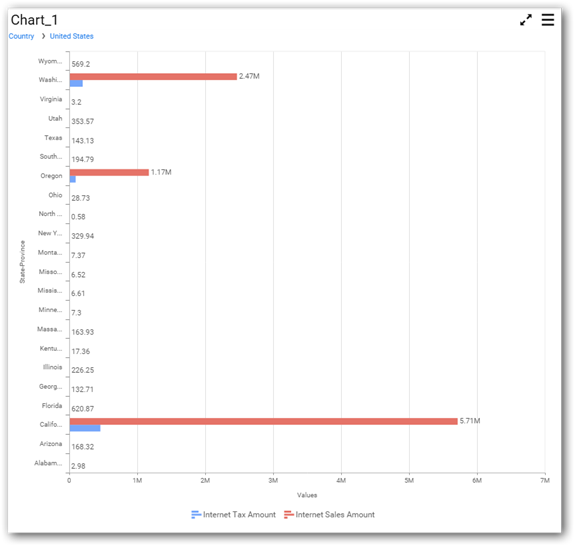 Chart_1
Country > United States
Wyom... 569.2
Washi... 2.47M
Virginia 3.2
Utah 353.57
Texas 143.13
South... 194.79
Oregon 1.17M
Ohio 28.73
North ... 0.58
New Y... 329.94
Monta... 7.37
Misso... 6.52
Missis... 6.61
Minne... 7.3
Massa... 163.93
Kentu... 17.36
Illinois 226.25
Georg... 132.71
Florida 620.87
Califo... 5.71M
Arizona 168.32
Alabam... 2.98
State-Province
0 1M 2M 3M 4M 5M 6M 7M
Values
Internet Tax Amount Internet Sales Amount